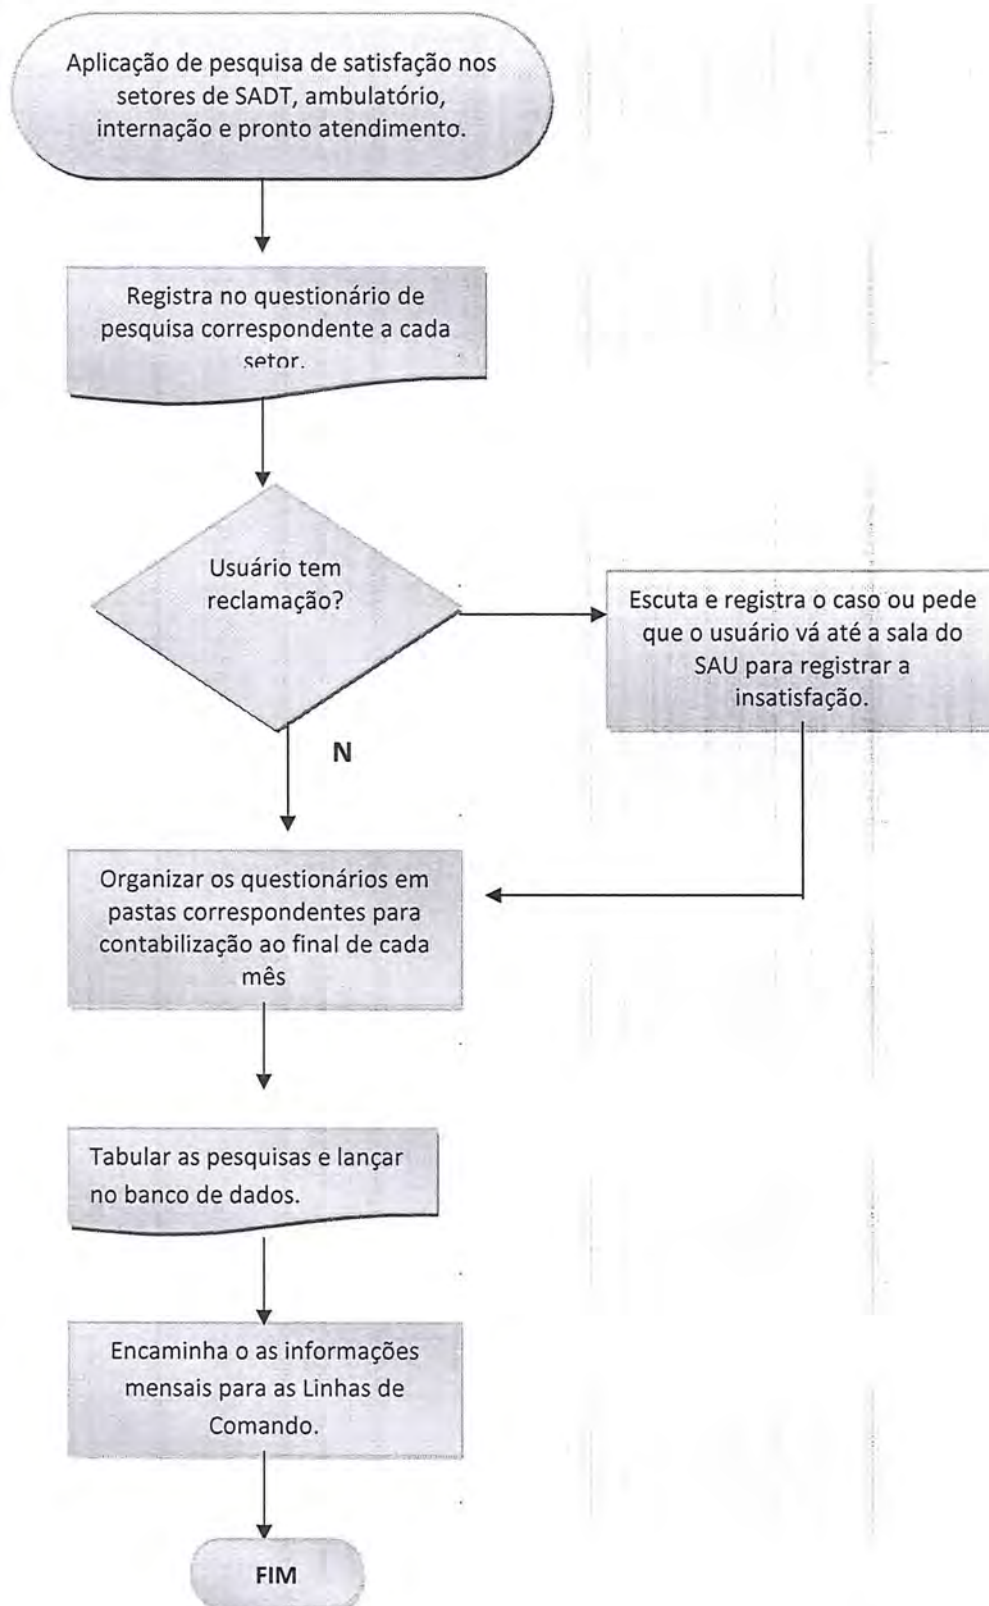 Aplicação de pesquisa de satisfação nos
setores de SADT, ambulatório,
internação e pronto atendimento.
Registra no questionário de
pesquisa correspondente a cada
setor.
Usuário tem
reclamação?
Escuta e registra o caso ou pede
que o usuário vá até a sala do
SAU para registrar a
insatisfação.
N
Organizar os questionários em
pastas correspondentes para
contabilização ao final de cada
mês
Tabular as pesquisas e lançar
no banco de dados.
Encaminha o as informações
mensais para as Linhas de
Comando.
FIM